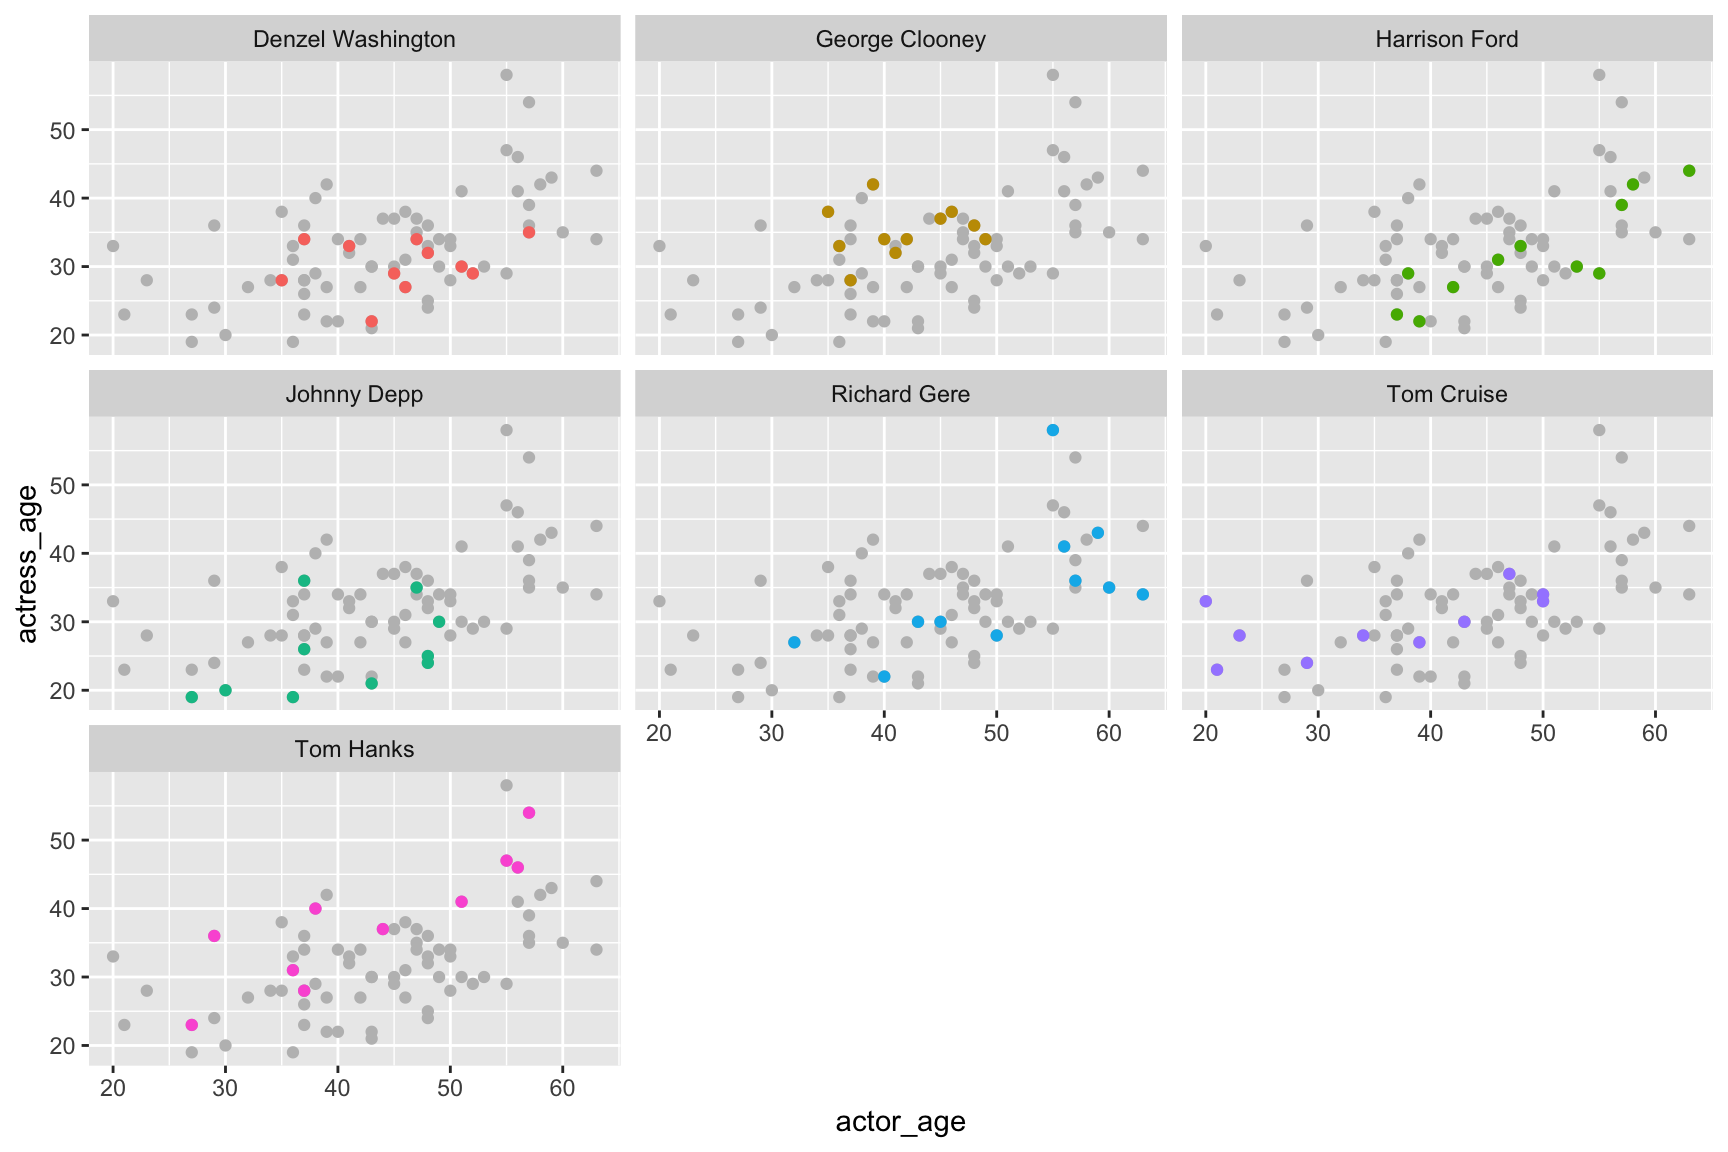 Denzel Washington
George Clooney
Harrison Ford
50
40
30
20
Johnny Depp
Richard Gere
Tom Cruise
actress_age
50
40
30
20
20 30 40 50 60
20 30 40 50 60
Tom Hanks
50
40
30
20
20 30 40 50 60
actor_age